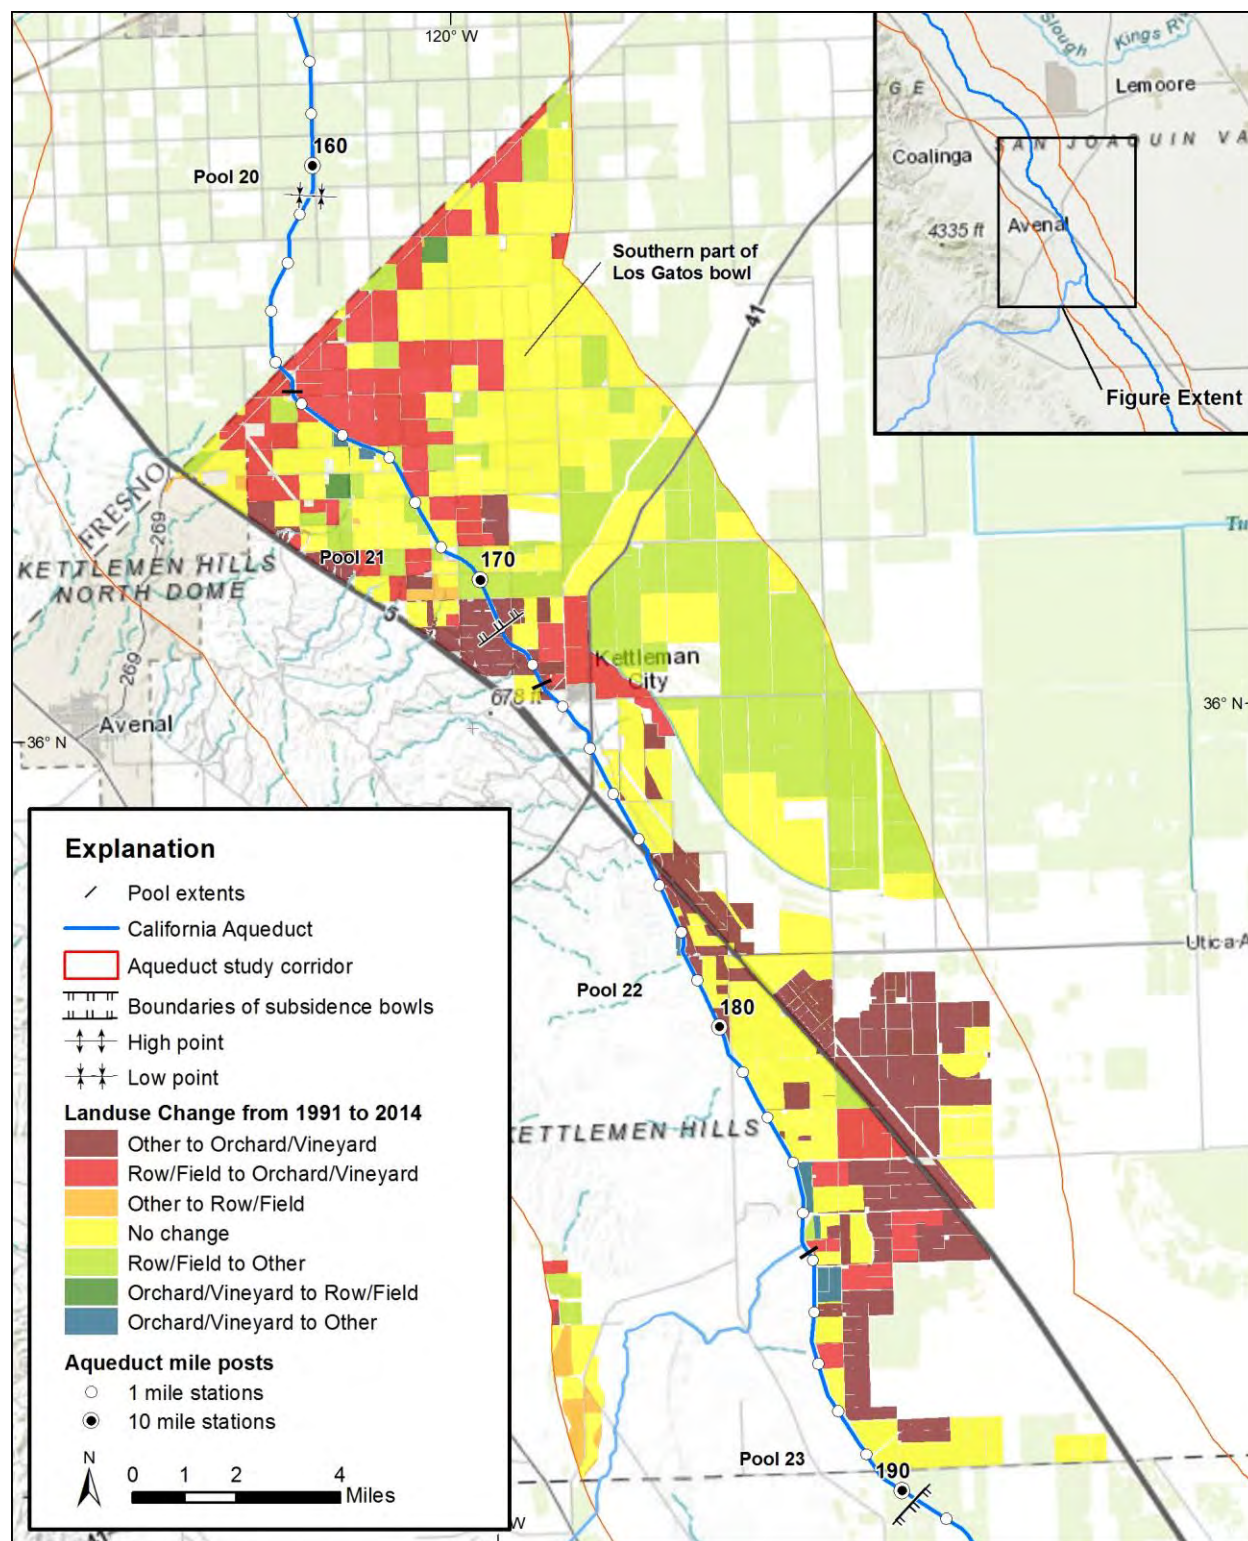 120° W
160
Pool 20
Southern part of
Los Gatos bowl
41
Slough
Kings Riv
G E
Lemoore
SAN JOAQUIN VA
Coalinga
4335 ft
Avenal
Figure Extent
FRESNO
269
KETTLEMEN HILLS
NORTH DOME
Pool 21
170
5
269
Kettleman
City
678 ft
Avenal
36° N
36° N
Tu
Utica A
Pool 22
180
KETTLEMEN HILLS
Pool 23
190
W
41
Explanation
Pool extents
California Aqueduct
Aqueduct study corridor
Boundaries of subsidence bowls
High point
Low point
Landuse Change from 1991 to 2014
Other to Orchard/Vineyard
Row/Field to Orchard/Vineyard
Other to Row/Field
No change
Row/Field to Other
Orchard/Vineyard to Row/Field
Orchard/Vineyard to Other
Aqueduct mile posts
1 mile stations
10 mile stations
N
0 1 2 4
Miles